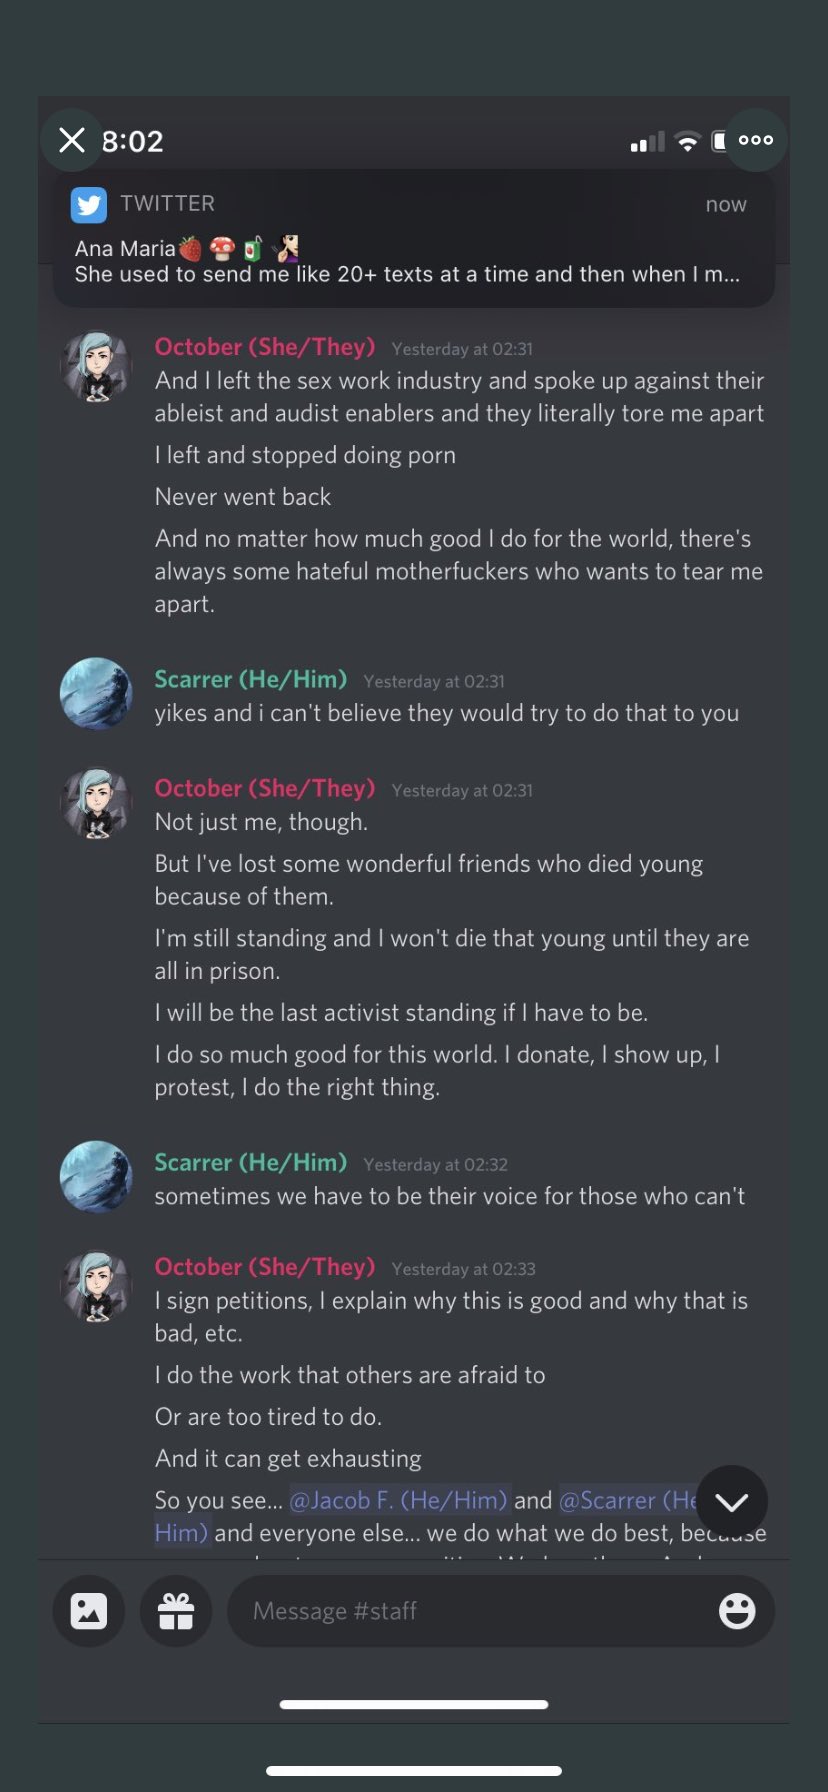 8:02
TWITTER
now
Ana Maria🍓🍄🧃💇🏻‍♀️
She used to send me like 20+ texts at a time and then when I m...
October (She/They) Yesterday at 02:31
And I left the sex work industry and spoke up against their
ableist and audist enablers and they literally tore me apart
I left and stopped doing porn
Never went back
And no matter how much good I do for the world, there's
always some hateful motherfuckers who wants to tear me
apart.
Scarrer (He/Him) Yesterday at 02:31
yikes and i can't believe they would try to do that to you
October (She/They) Yesterday at 02:31
Not just me, though.
But I've lost some wonderful friends who died young
because of them.
I'm still standing and I won't die that young until they are
all in prison.
I will be the last activist standing if I have to be.
I do so much good for this world. I donate, I show up, I
protest, I do the right thing.
Scarrer (He/Him) Yesterday at 02:32
sometimes we have to be their voice for those who can't
October (She/They) Yesterday at 02:33
I sign petitions, I explain why this is good and why that is
bad, etc.
I do the work that others are afraid to
Or are too tired to do.
And it can get exhausting
So you see... @Jacob F. (He/Him) and @Scarrer (He
Him) and everyone else... we do what we do best, because
Message #staff